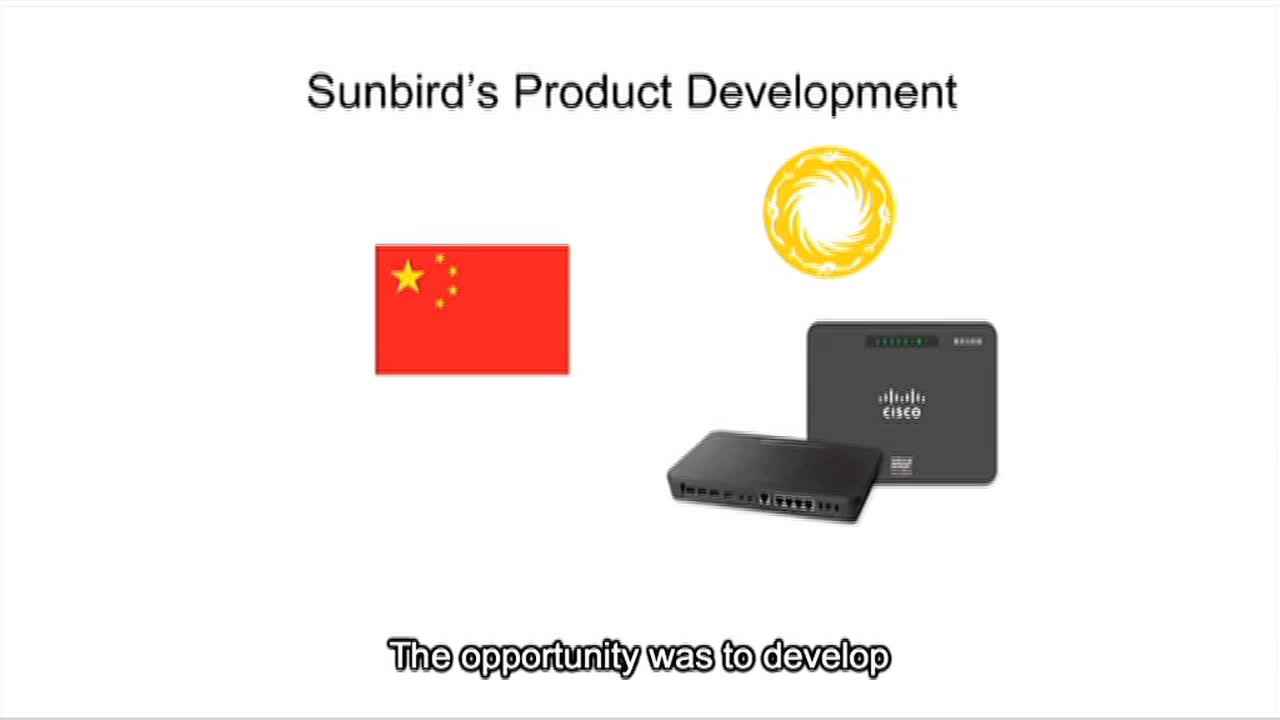 Sunbird's Product Development
CISCO
The opportunity was to develop